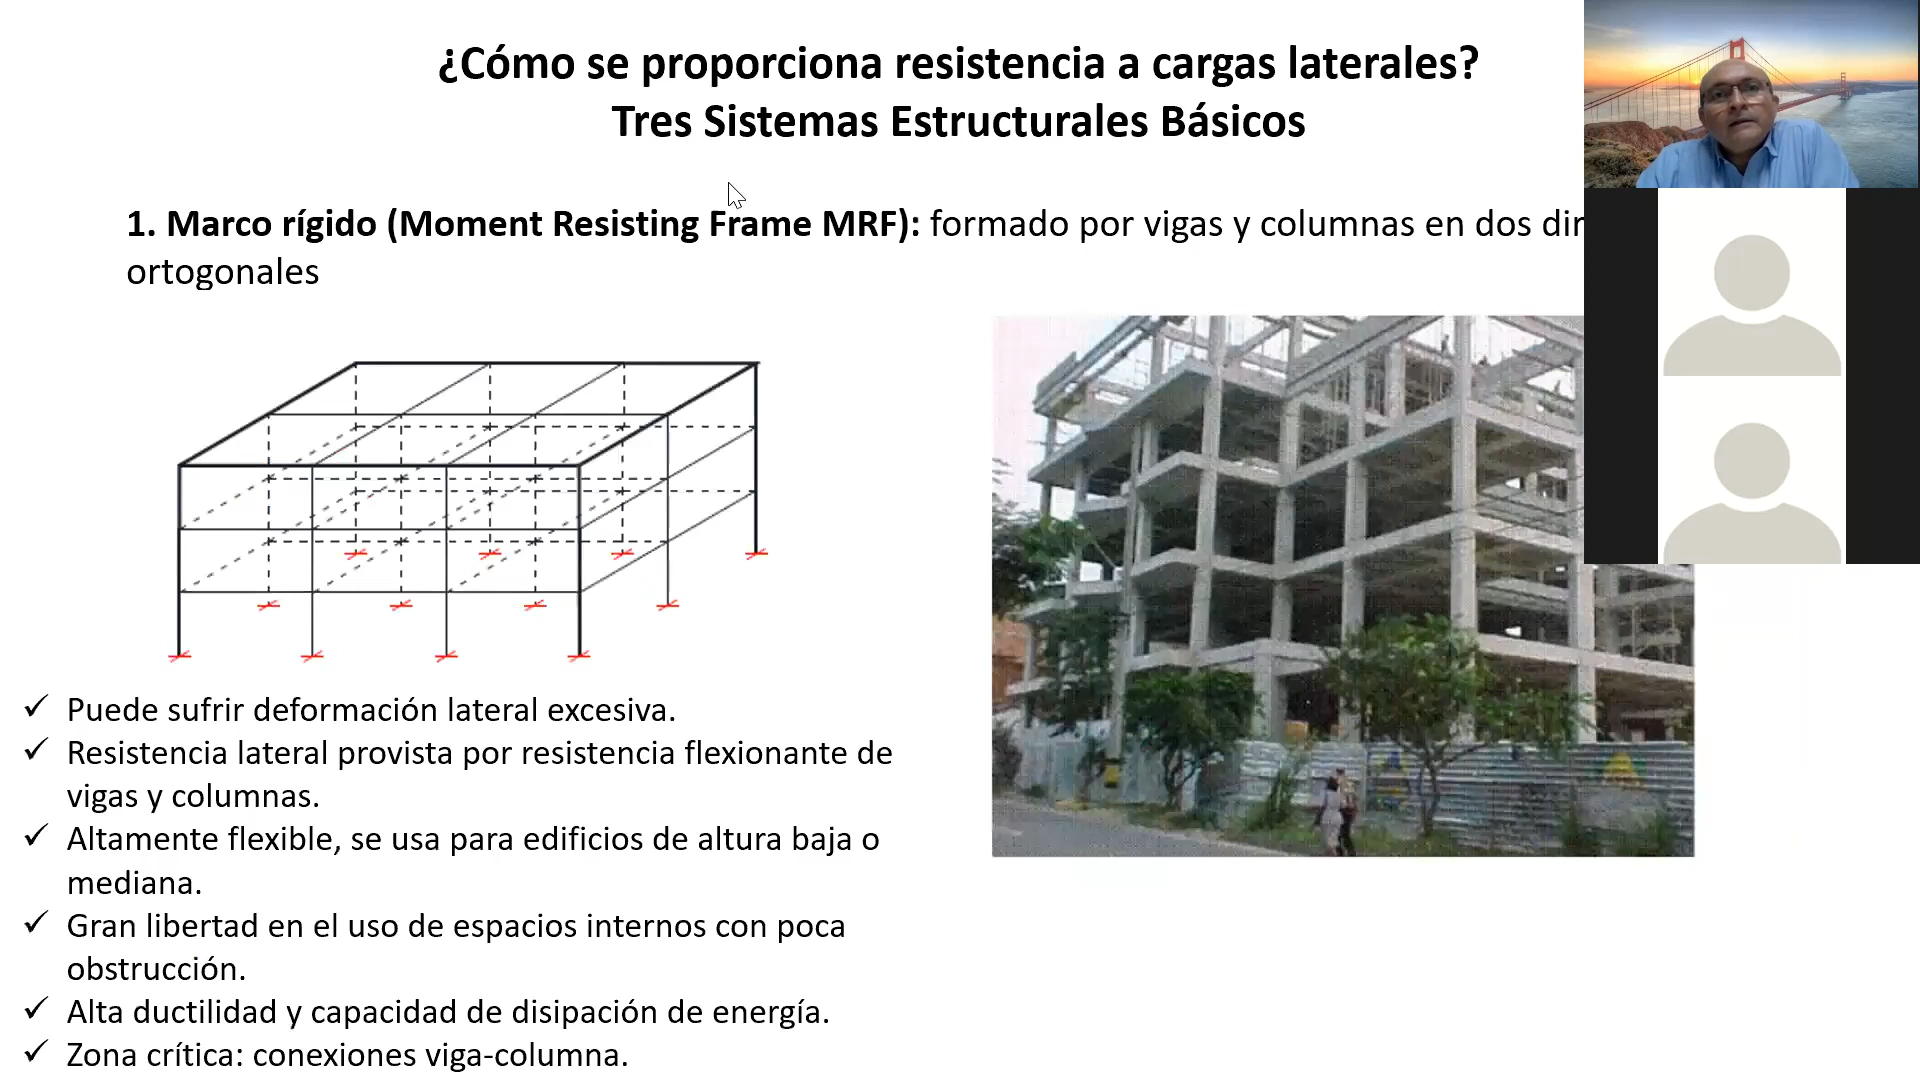 ¿Cómo se proporciona resistencia a cargas laterales?
Tres Sistemas Estructurales Básicos
1. Marco rígido (Moment Resisting Frame MRF): formado por vigas y columnas en dos
ortogonales
✓ Puede sufrir deformación lateral excesiva.
✓ Resistencia lateral provista por resistencia flexionante de
vigas y columnas.
✓ Altamente flexible, se usa para edificios de altura baja o
mediana.
✓ Gran libertad en el uso de espacios internos con poca
obstrucción.
✓ Alta ductilidad y capacidad de disipación de energía.
✓ Zona crítica: conexiones viga-columna.